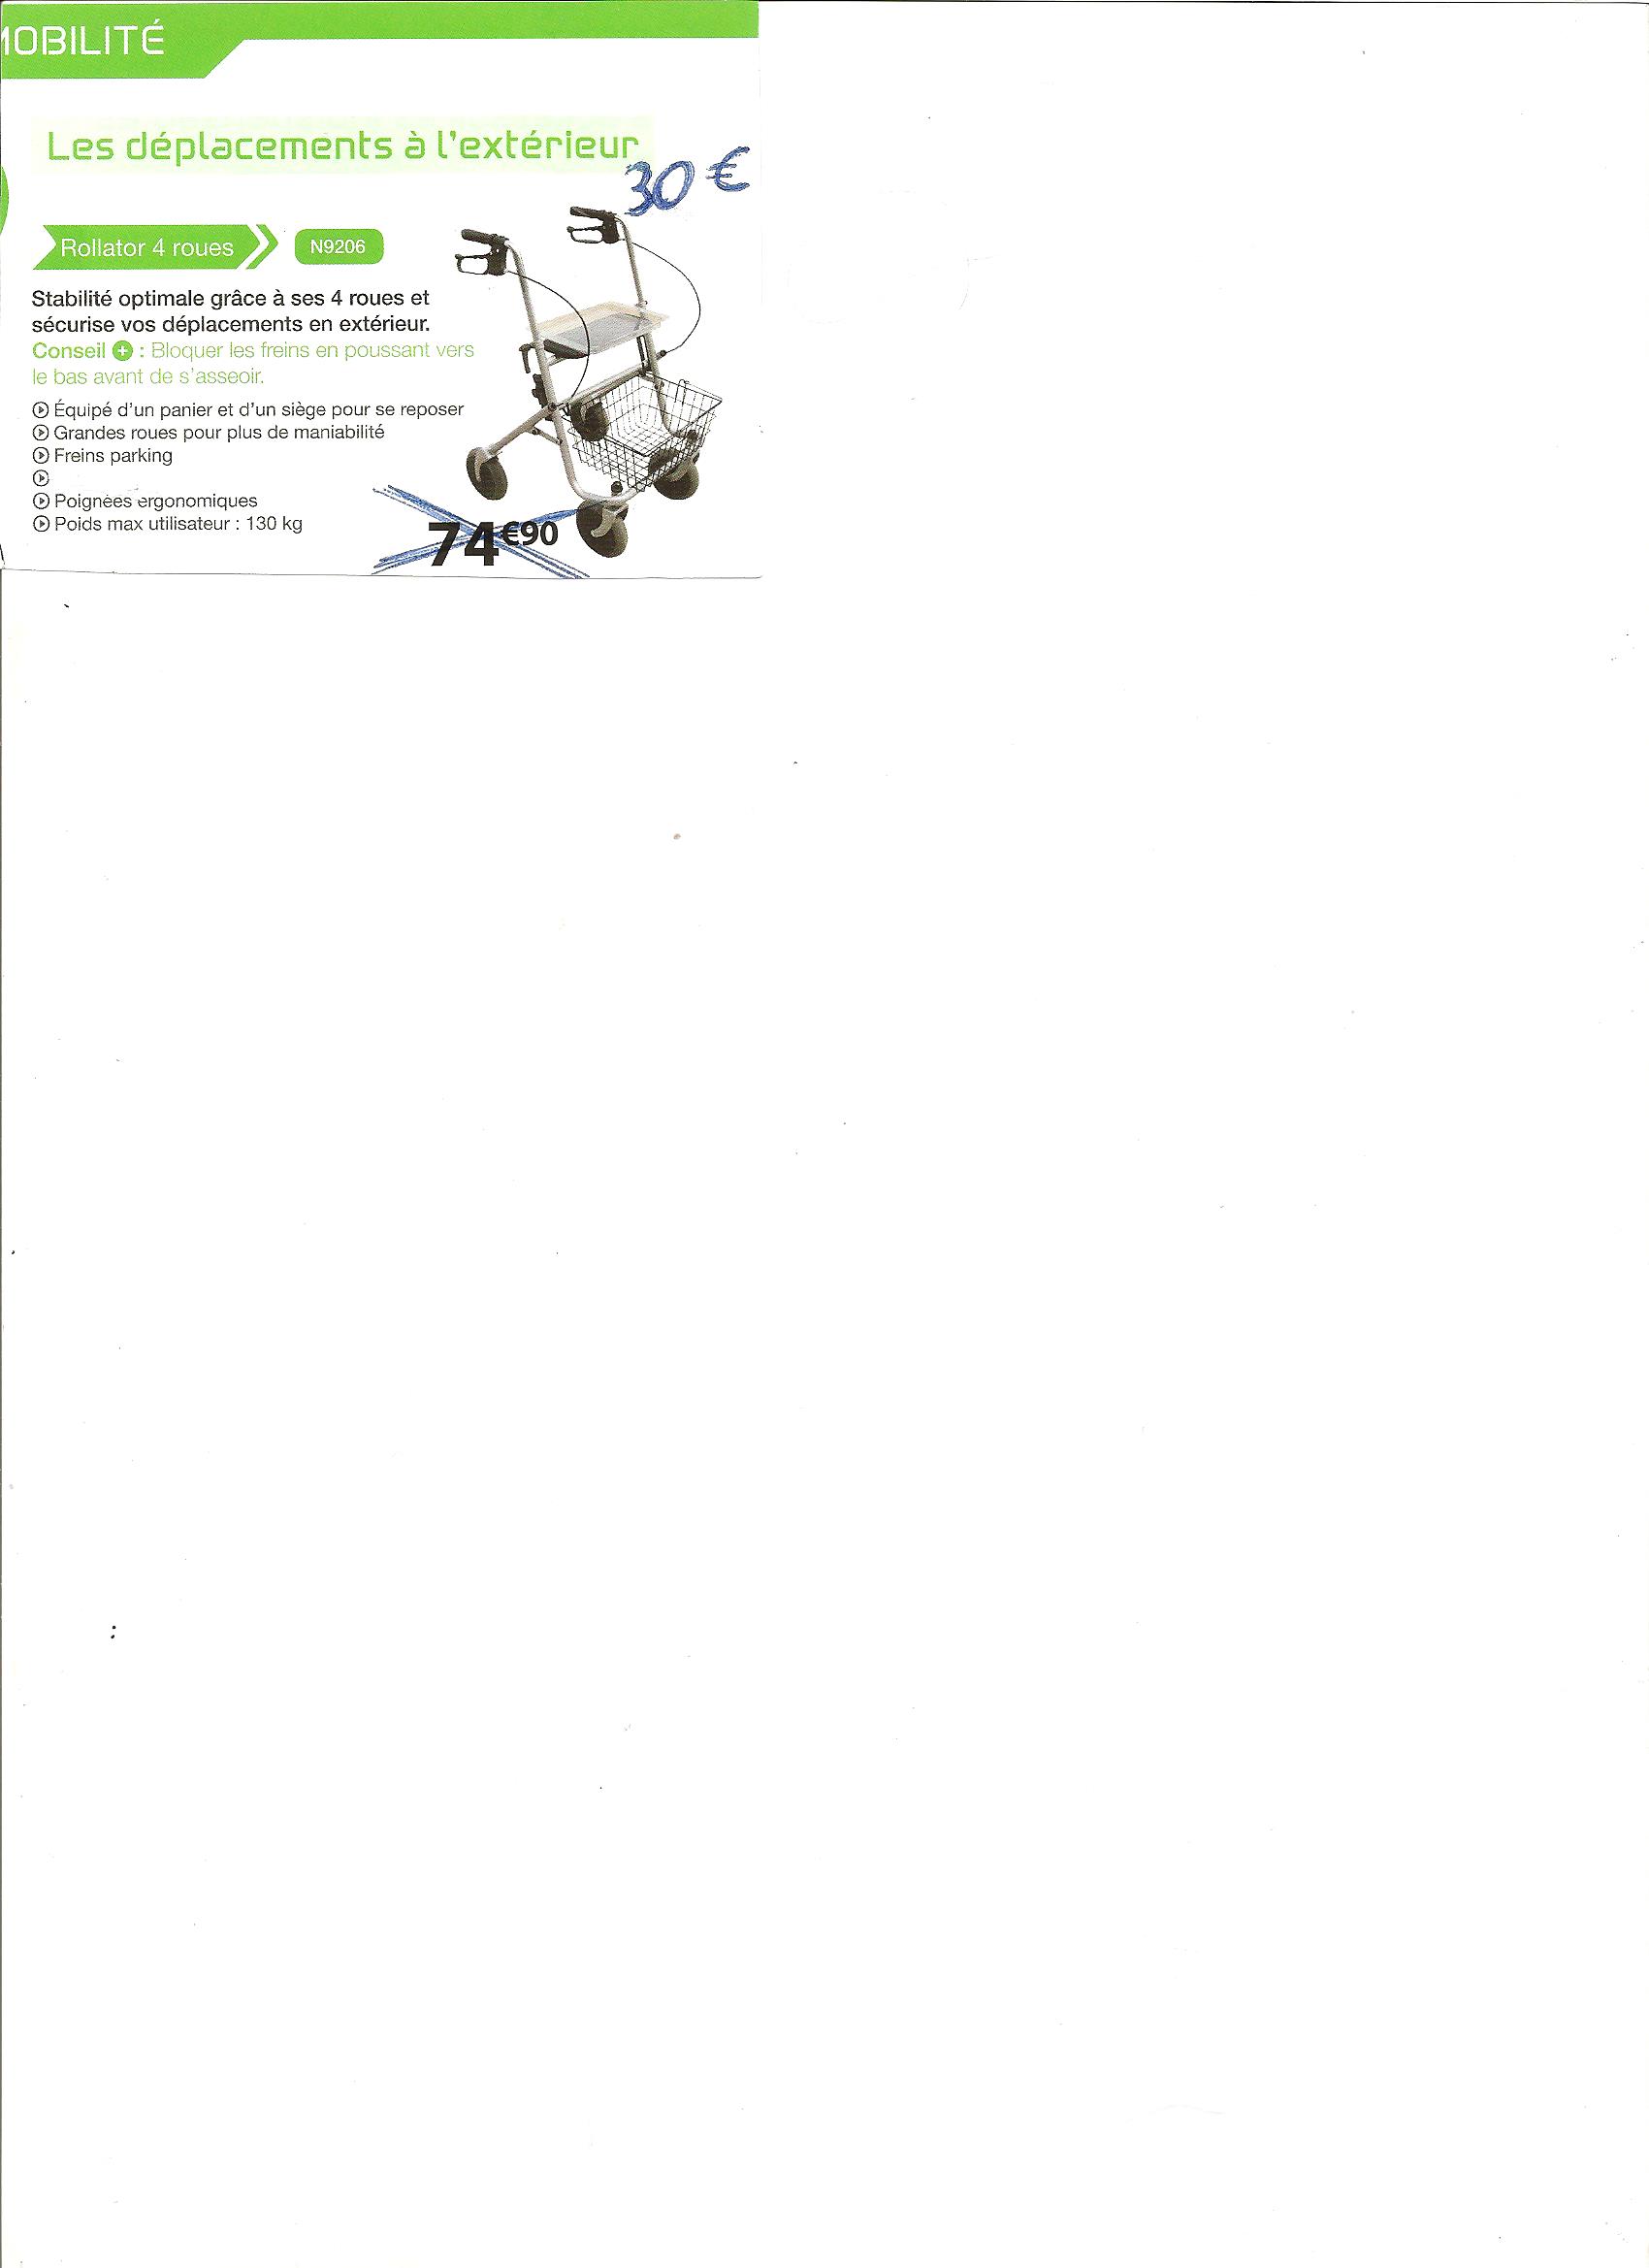 MOBILITÉ
Les déplacements à l'extérieur
30 €
Rollator 4 roues
N9206
Stabilité optimale grâce à ses 4 roues et
sécurise vos déplacements en extérieur.
Conseil + : Bloquer les freins en poussant vers
le bas avant de s'asseoir.
Équipé d'un panier et d'un siège pour se reposer
Grandes roues pour plus de maniabilité
Freins parking
Poignées ergonomiques
Poids max utilisateur : 130 kg
74€90